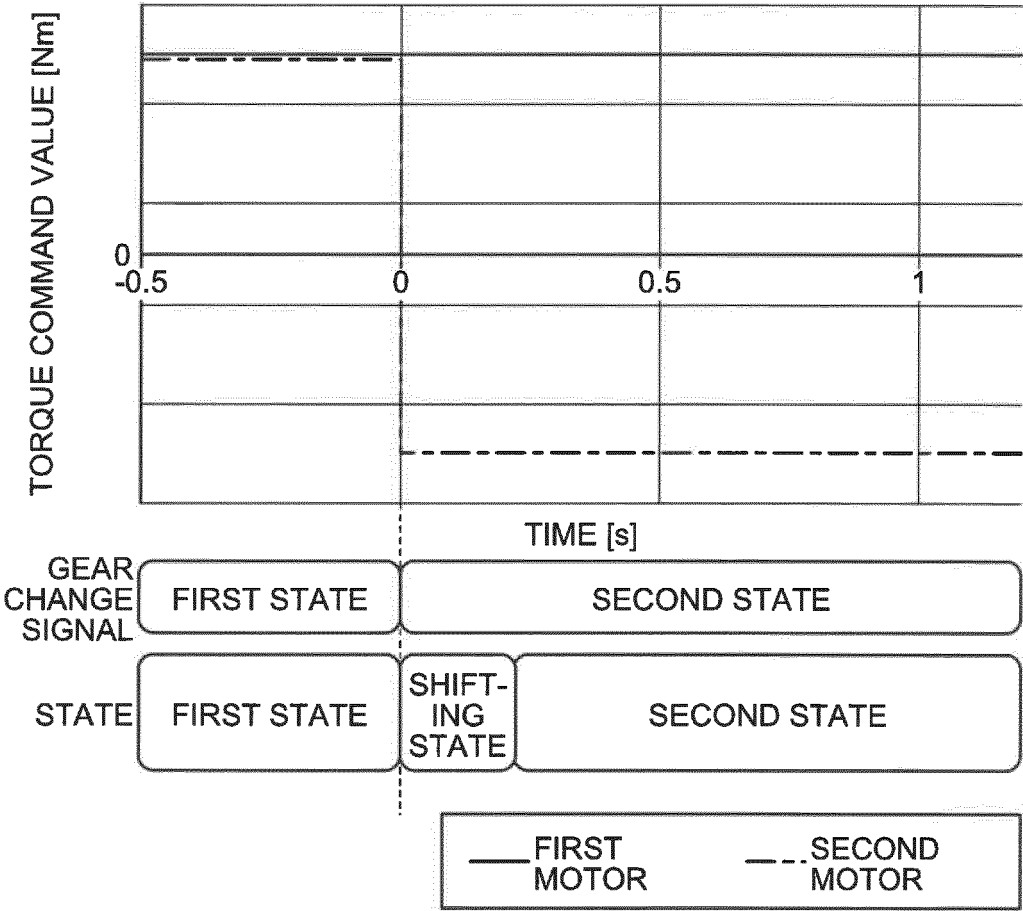 TORQUE COMMAND VALUE [Nm]
0
-0.5
0
0.5
1
TIME [s]
GEAR
CHANGE
SIGNAL
FIRST STATE
SECOND STATE
STATE
FIRST STATE
SHIFT-
ING
STATE
SECOND STATE
FIRST
MOTOR
SECOND
MOTOR